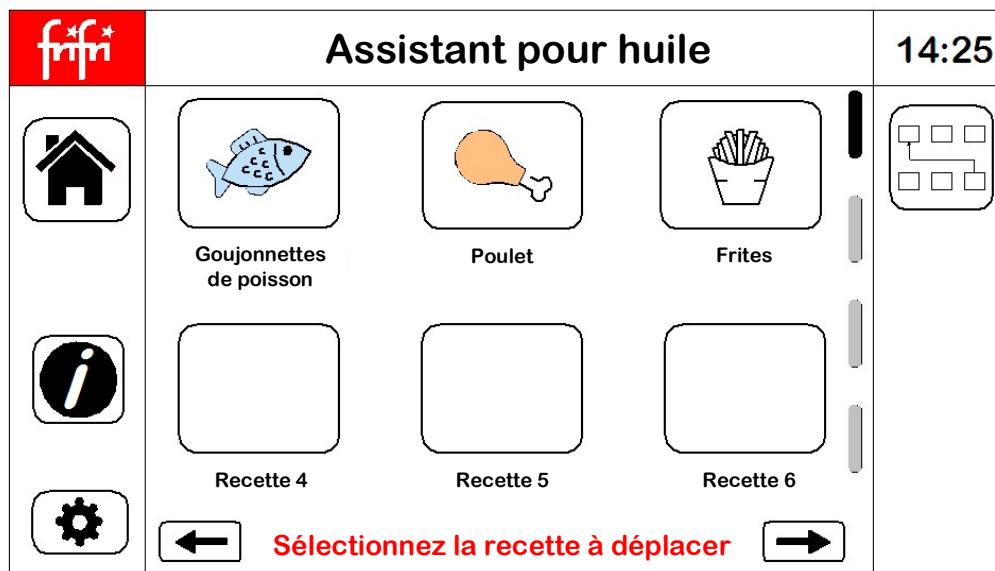 frifri
Assistant pour huile
14:25
Goujonnettes
de poisson
Poulet
Frites
i
Recette 4
Recette 5
Recette 6
Sélectionnez la recette à déplacer